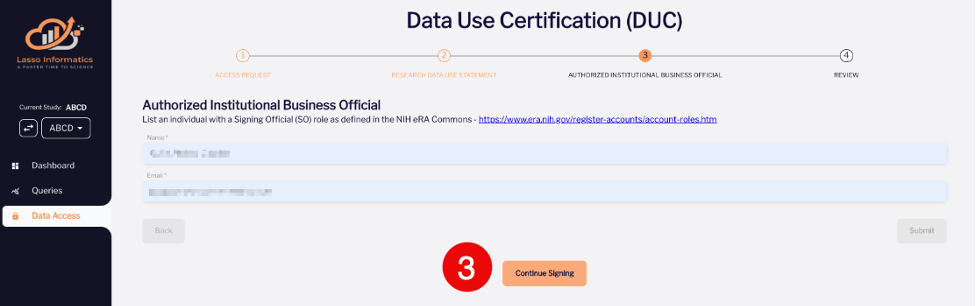 Data Use Certification (DUC)
Lasso Informatics
A FASTER TIME TO SCIENCE
1
2
3
4
ACCESS REQUEST
RESEARCH DATA USE STATEMENT
AUTHORIZED INSTITUTIONAL BUSINESS OFFICIAL
REVIEW
Current Study: ABCD
ABCD
Dashboard
Queries
Data Access
Authorized Institutional Business Official
List an individual with a Signing Official (SO) role as defined in the NIH eRA Commons - https://www.era.nih.gov/register-accounts/account-roles.htm
Name *
Email *
Back
Submit
3
Continue Signing